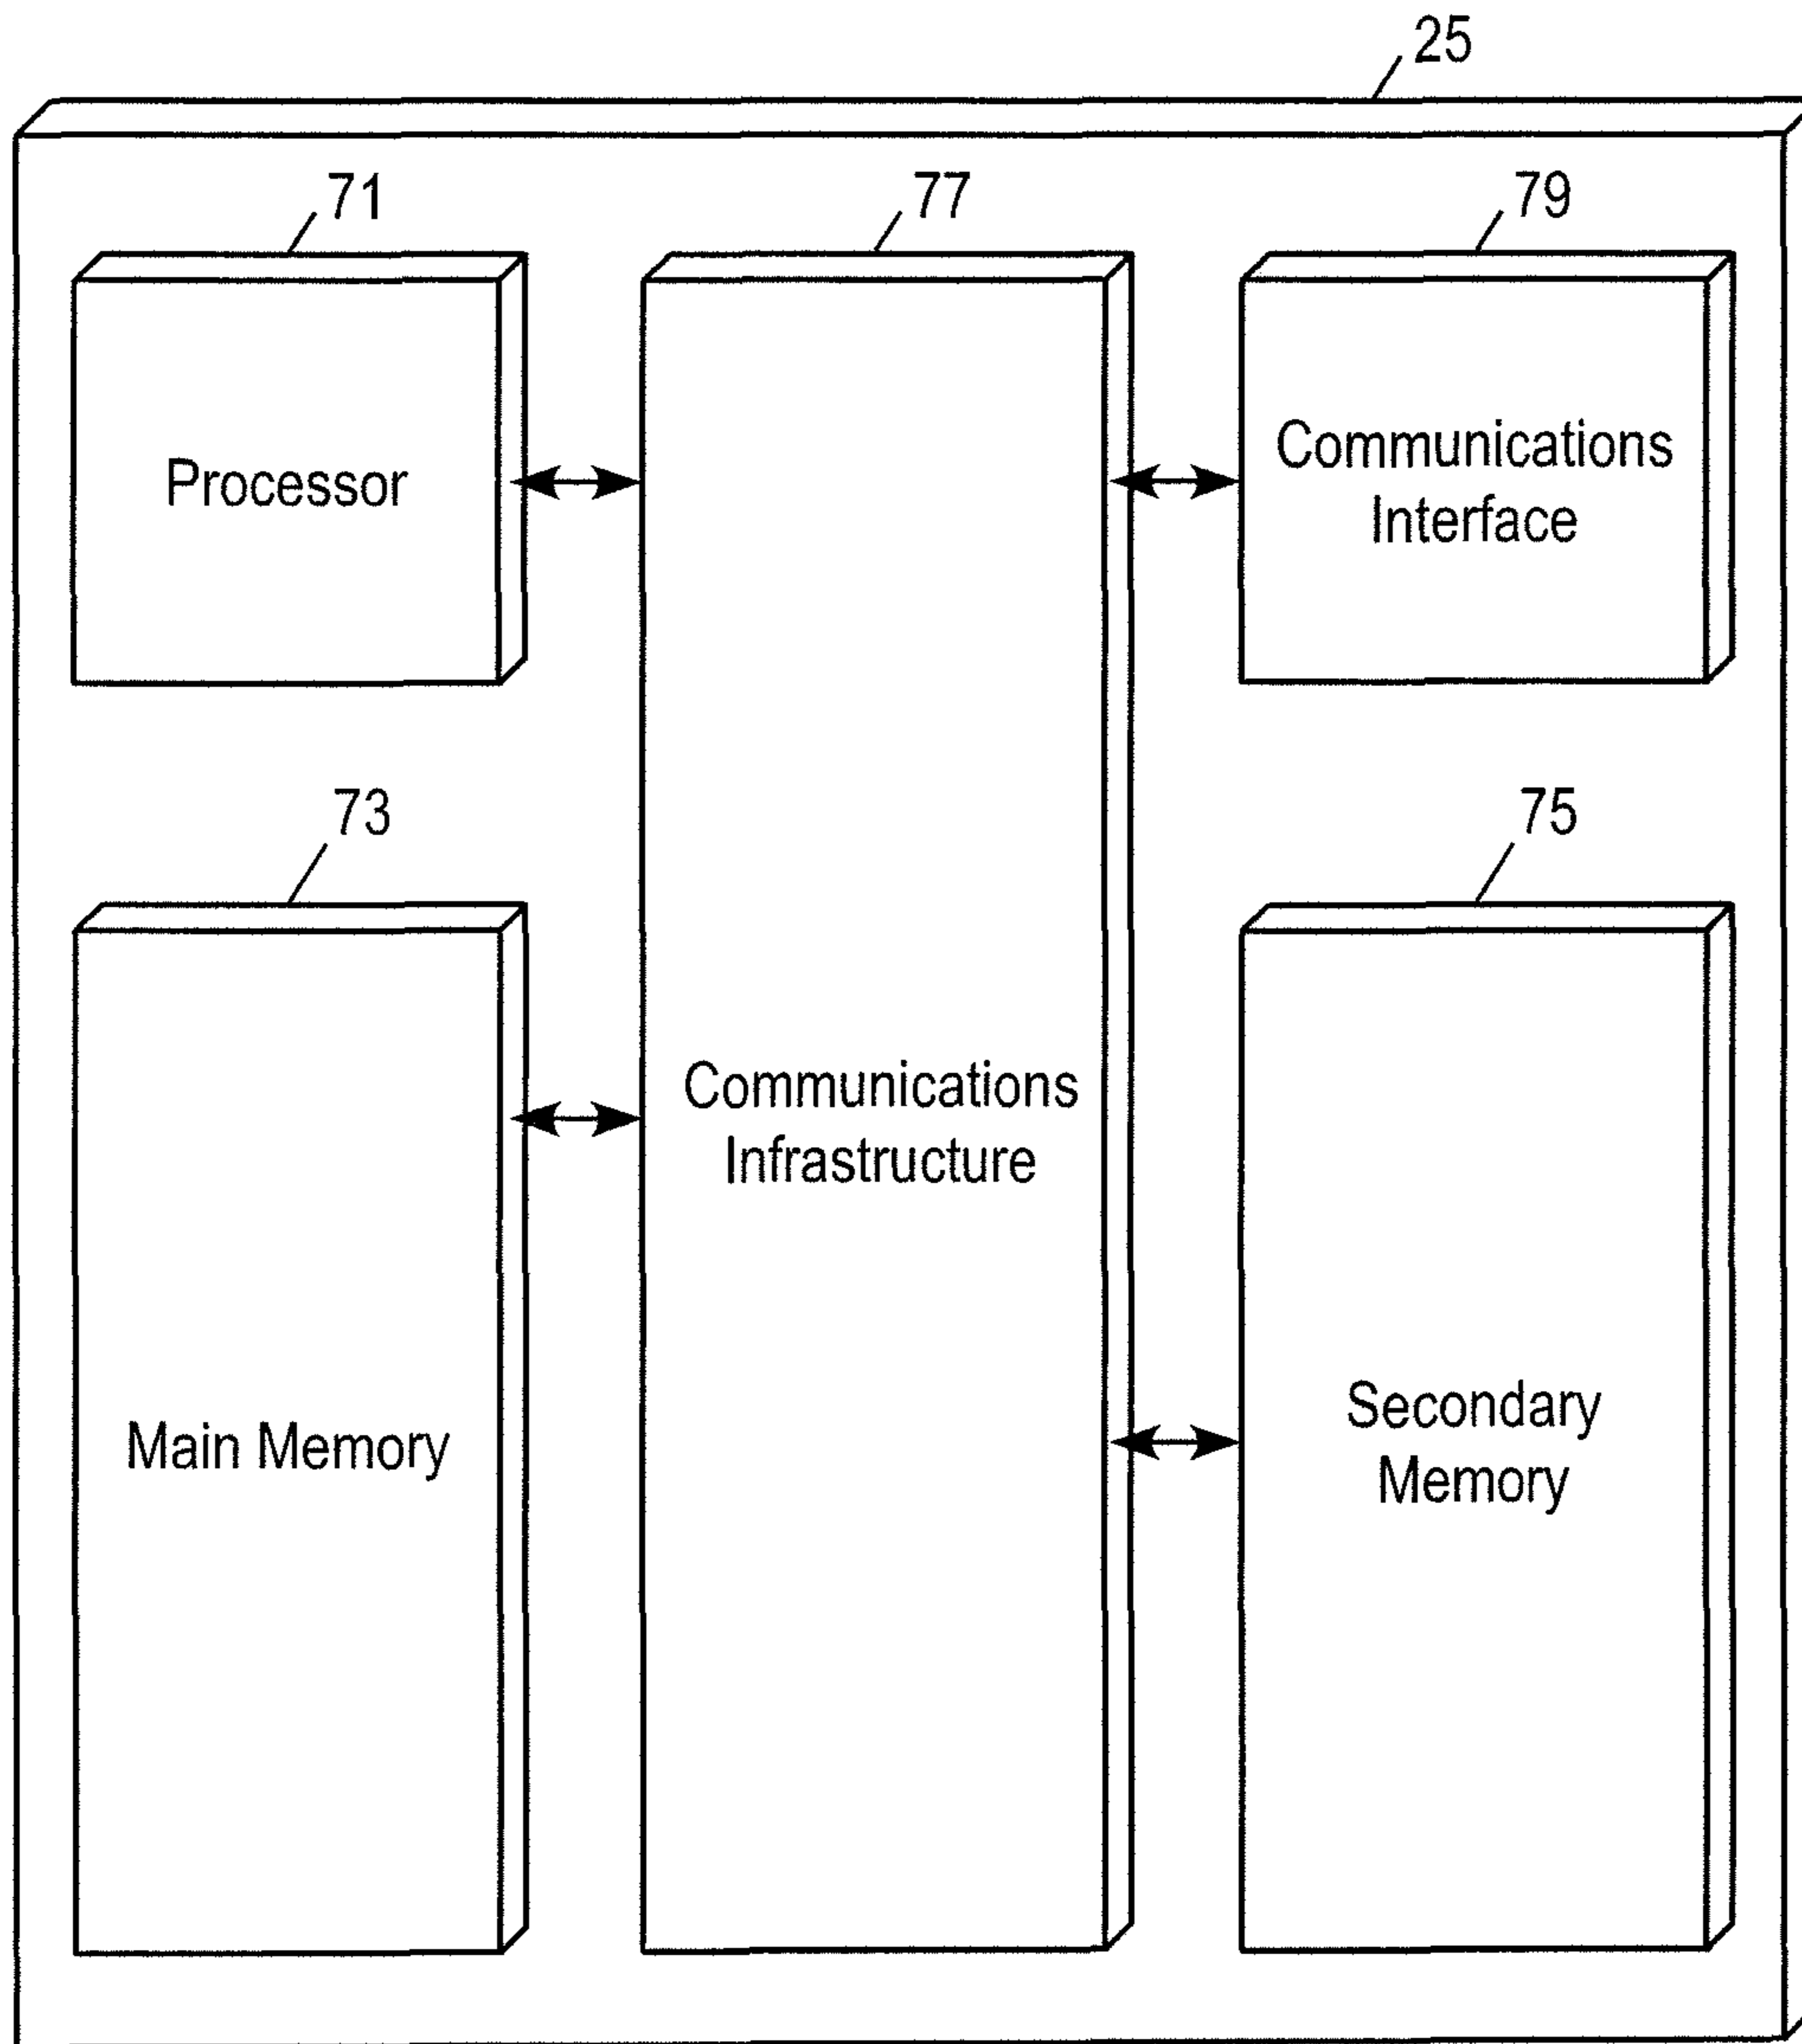 25
71
77
79
Processor
Communications
Interface
73
75
Communications
Infrastructure
Main Memory
Secondary
Memory